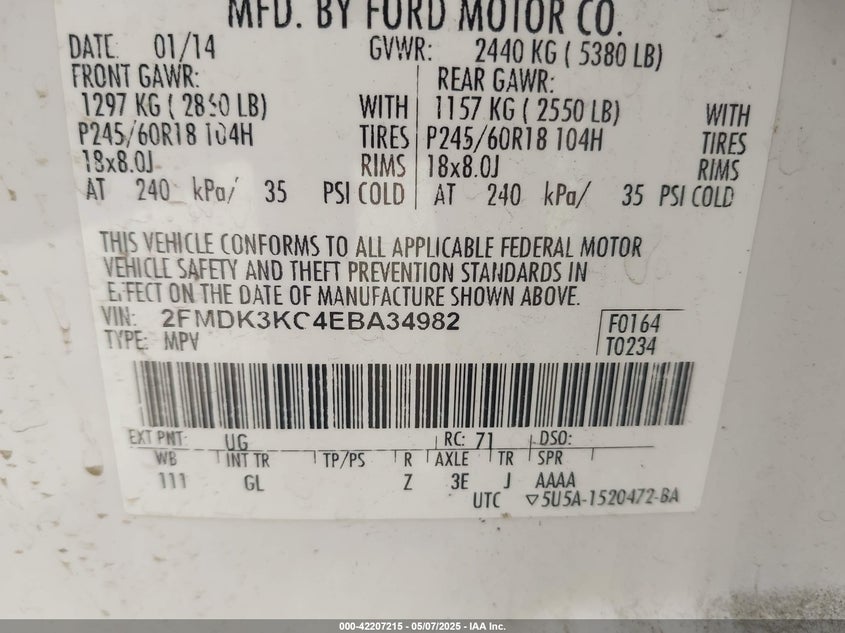 MFD. BY FORD MOTOR CO.
DATE: 01/14 GVWR: 2440 KG ( 5380 LB)
FRONT GAWR: REAR GAWR:
1297 KG ( 2860 LB) WITH 1157 KG ( 2550 LB) WITH
P245/60R18 104H TIRES P245/60R18 104H TIRES
18x8.0J RIMS 18x8.0J RIMS
AT 240 kPa/ 35 PSI COLD AT 240 kPa/ 35 PSI COLD
THIS VEHICLE CONFORMS TO ALL APPLICABLE FEDERAL MOTOR
VEHICLE SAFETY AND THEFT PREVENTION STANDARDS IN
EFFECT ON THE DATE OF MANUFACTURE SHOWN ABOVE.
VIN: 2FMDK3KC4EBA34982 F0164
TYPE: MPV T0234
EXT PNT: UG RC: 71 DSO:
WB INT TR TP/PS R AXLE TR SPR
111 GL Z 3E J AAAA
UTC ▽5U5A-1520472-BA
000-42207215 - 05/07/2025 - IAA Inc.